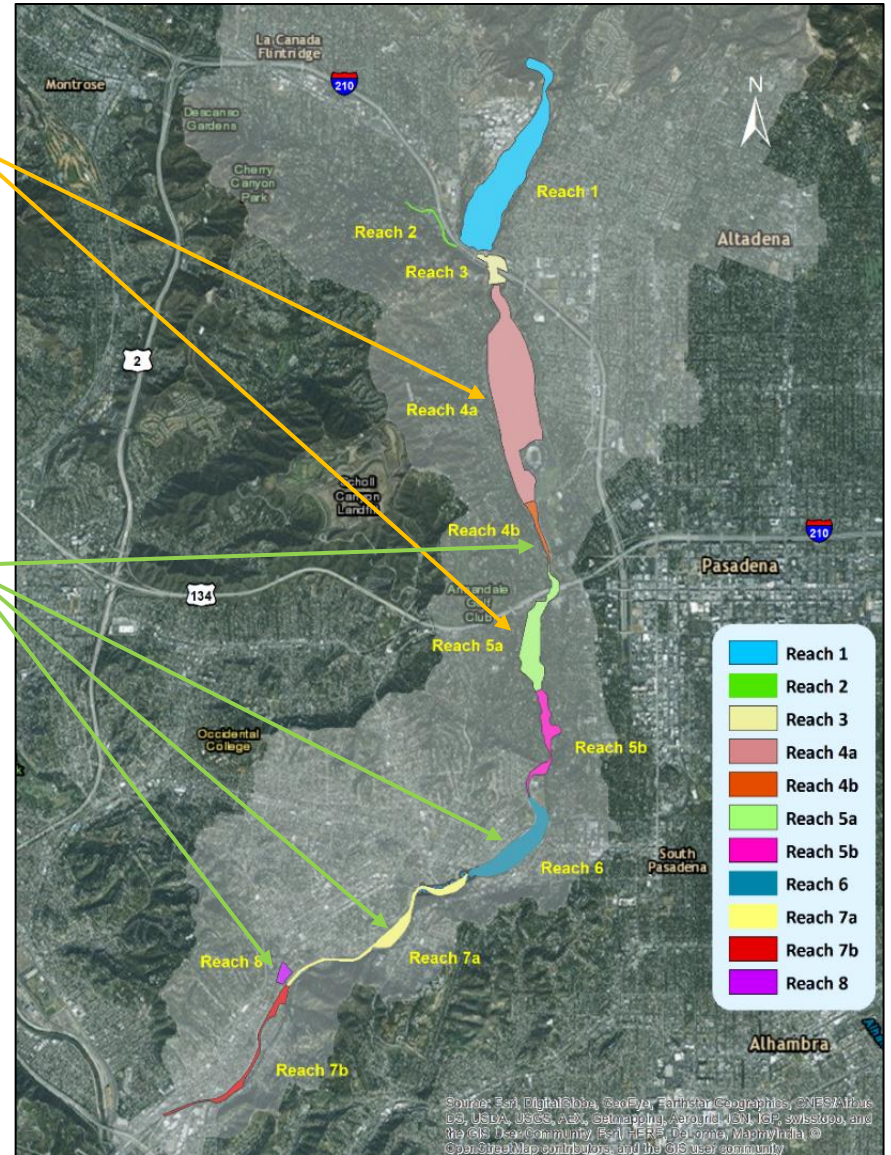 La Canada
Flintridge
Montrose
210
N
Descanso
Gardens
Cherry
Canyon
Park
Reach 1
Reach 2
Altadena
Reach 3
2
Reach 4a
Scholl
Canyon
Landfill
Reach 4b
210
Pasadena
134
Annandale
Golf
Club
Reach 5a
Reach 1
Reach 2
Reach 3
Reach 4a
Reach 4b
Reach 5a
Reach 5b
Reach 6
Reach 7a
Reach 7b
Reach 8
Occidental
College
Reach 5b
South
Pasadena
Reach 6
Reach 8
Reach 7a
Alhambra
Reach 7b
Source: Esri, DigitalGlobe, GeoEye, Earthstar Geographics, CNES/Airbus
DS, USDA, USGS, AEX, Getmapping, Aerogrid, IGN, IGP, swisstopo, and
the GIS User Community, Esri, HERE, DeLorme, MapmyIndia, ©
OpenStreetMap contributors, and the GIS user community